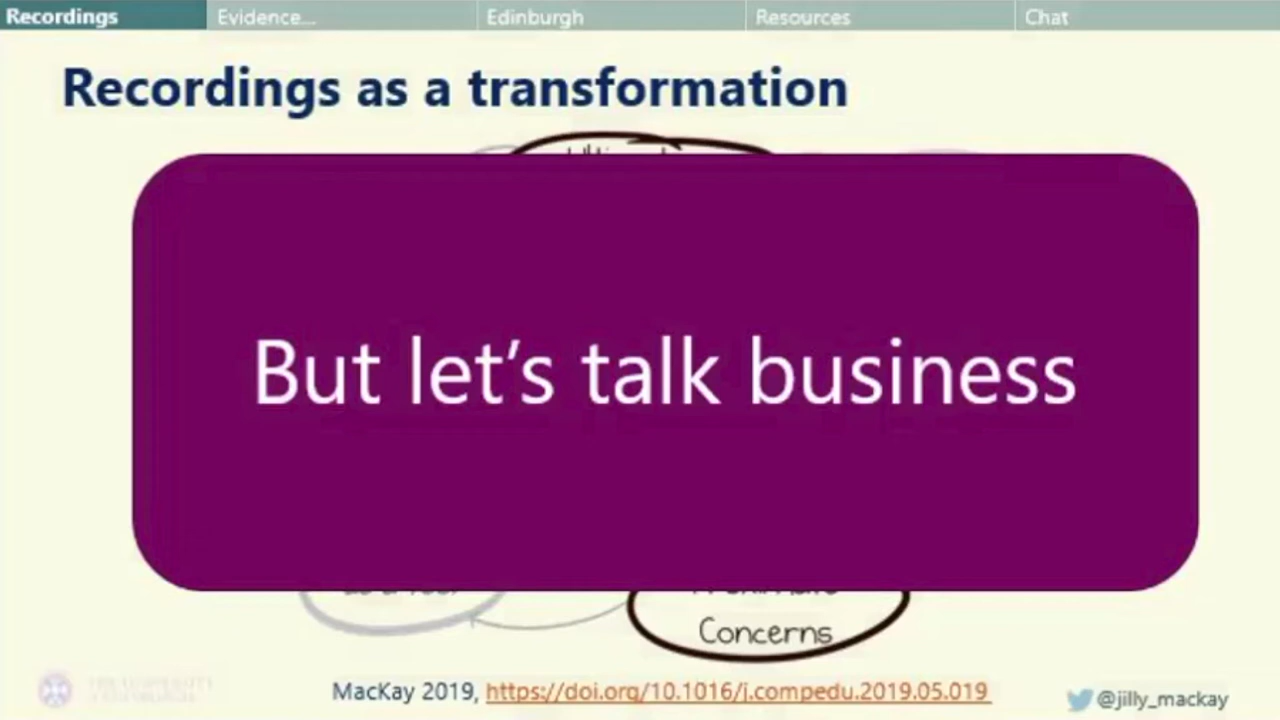 Recordings
Evidence...
Edinburgh
Resources
Chat
Recordings as a transformation
But let's talk business
Concerns
MacKay 2019, https://doi.org/10.1016/j.compedu.2019.05.019
@jilly_mackay